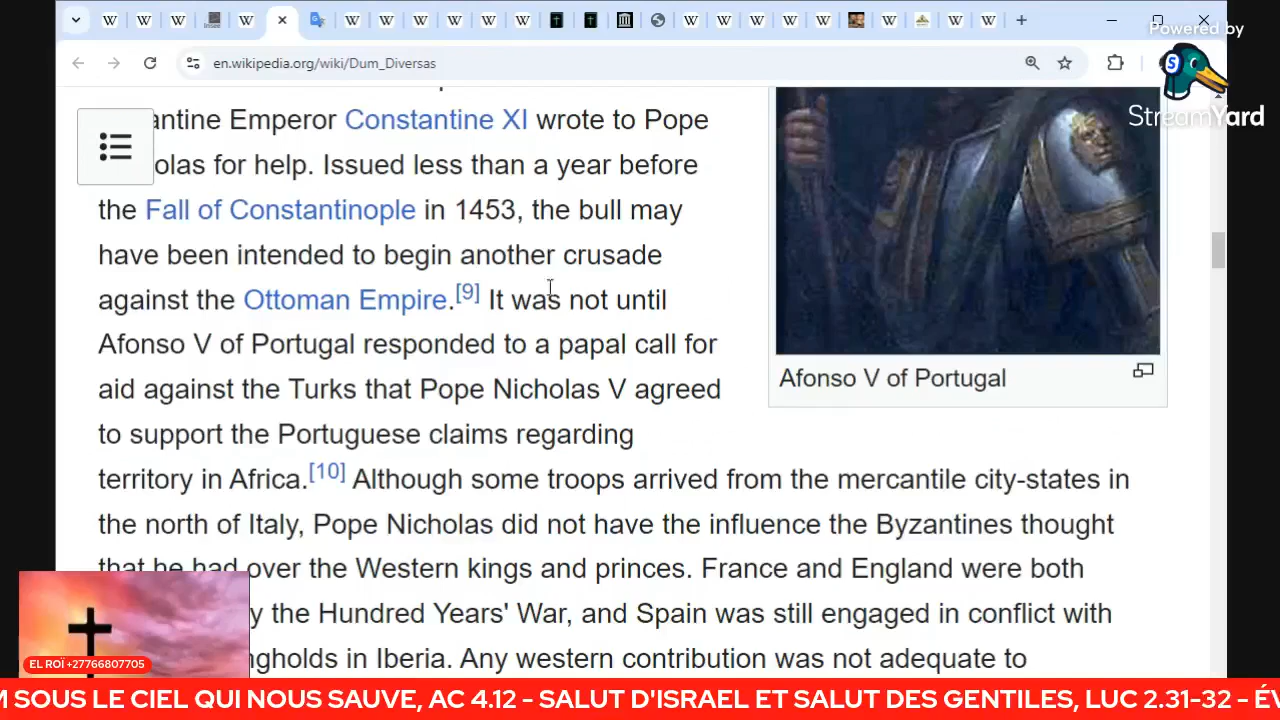 Powered by
StreamYard
en.wikipedia.org/wiki/Dum_Diversas
antine Emperor Constantine XI wrote to Pope
olas for help. Issued less than a year before
the Fall of Constantinople in 1453, the bull may
have been intended to begin another crusade
against the Ottoman Empire.[9] It was not until
Afonso V of Portugal responded to a papal call for
aid against the Turks that Pope Nicholas V agreed
to support the Portuguese claims regarding
territory in Africa.[10] Although some troops arrived from the mercantile city-states in
the north of Italy, Pope Nicholas did not have the influence the Byzantines thought
that he had over the Western kings and princes. France and England were both
y the Hundred Years' War, and Spain was still engaged in conflict with
ngholds in Iberia. Any western contribution was not adequate to
Afonso V of Portugal
EL ROÏ +27766807705
M SOUS LE CIEL QUI NOUS SAUVE, AC 4.12 - SALUT D'ISRAEL ET SALUT DES GENTILES, LUC 2.31-32 - ÉV